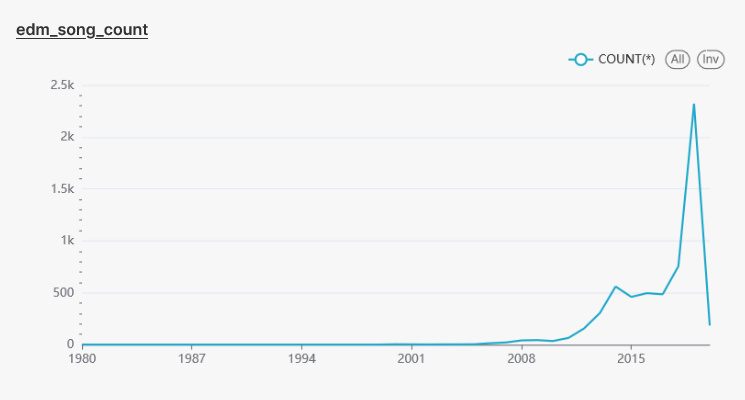 edm_song_count
COUNT(*) All Inv
2.5k
2k
1.5k
1k
500
0
1980 1987 1994 2001 2008 2015